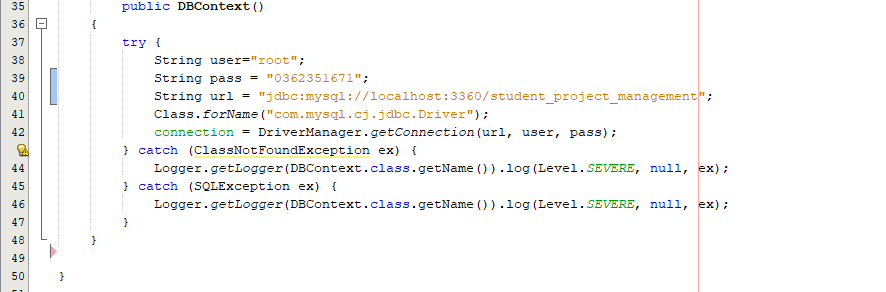 35 public DBContext()
36 {
37 try {
38 String user="root";
39 String pass = "0362351671";
40 String url = "jdbc:mysql://localhost:3360/student_project_management";
41 Class.forName("com.mysql.cj.jdbc.Driver");
42 connection = DriverManager.getConnection(url, user, pass);
} catch (ClassNotFoundException ex) {
44 Logger.getLogger(DBContext.class.getName()).log(Level.SEVERE, null, ex);
45 } catch (SQLException ex) {
46 Logger.getLogger(DBContext.class.getName()).log(Level.SEVERE, null, ex);
47 }
48 }
49
50 }